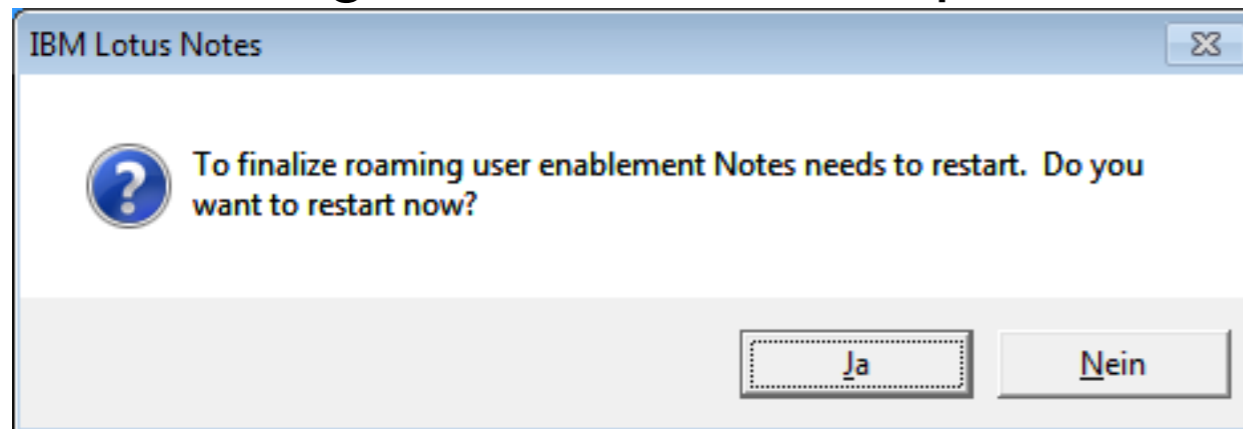 IBM Lotus Notes
To finalize roaming user enablement Notes needs to restart.  Do you
want to restart now?
Ja
Nein